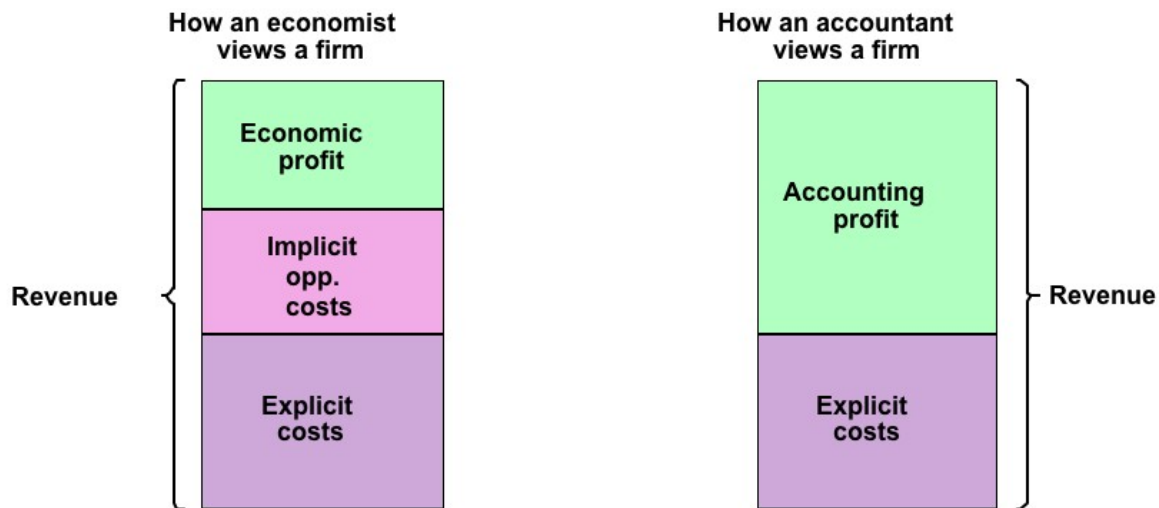 How an economist
views a firm
How an accountant
views a firm
Economic
profit
Implicit
opp.
costs
Explicit
costs
Revenue
Accounting
profit
Explicit
costs
Revenue